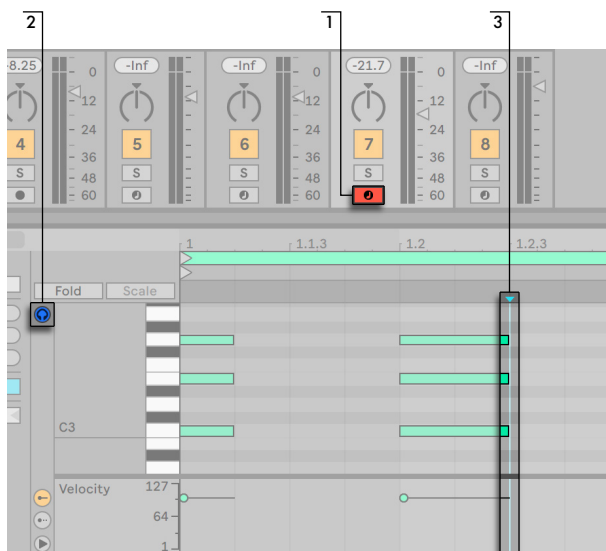 2 1 3
-8.25 -Inf -Inf -21.7 -Inf
0 0 0
12 12 12
24 24 24
4 5 6 7 8
36 36 36
S S S S S
48 48 48
60 60 60
1 1.1.3 1.2 1.2.3
Fold Scale
C3
Velocity 127
64
1